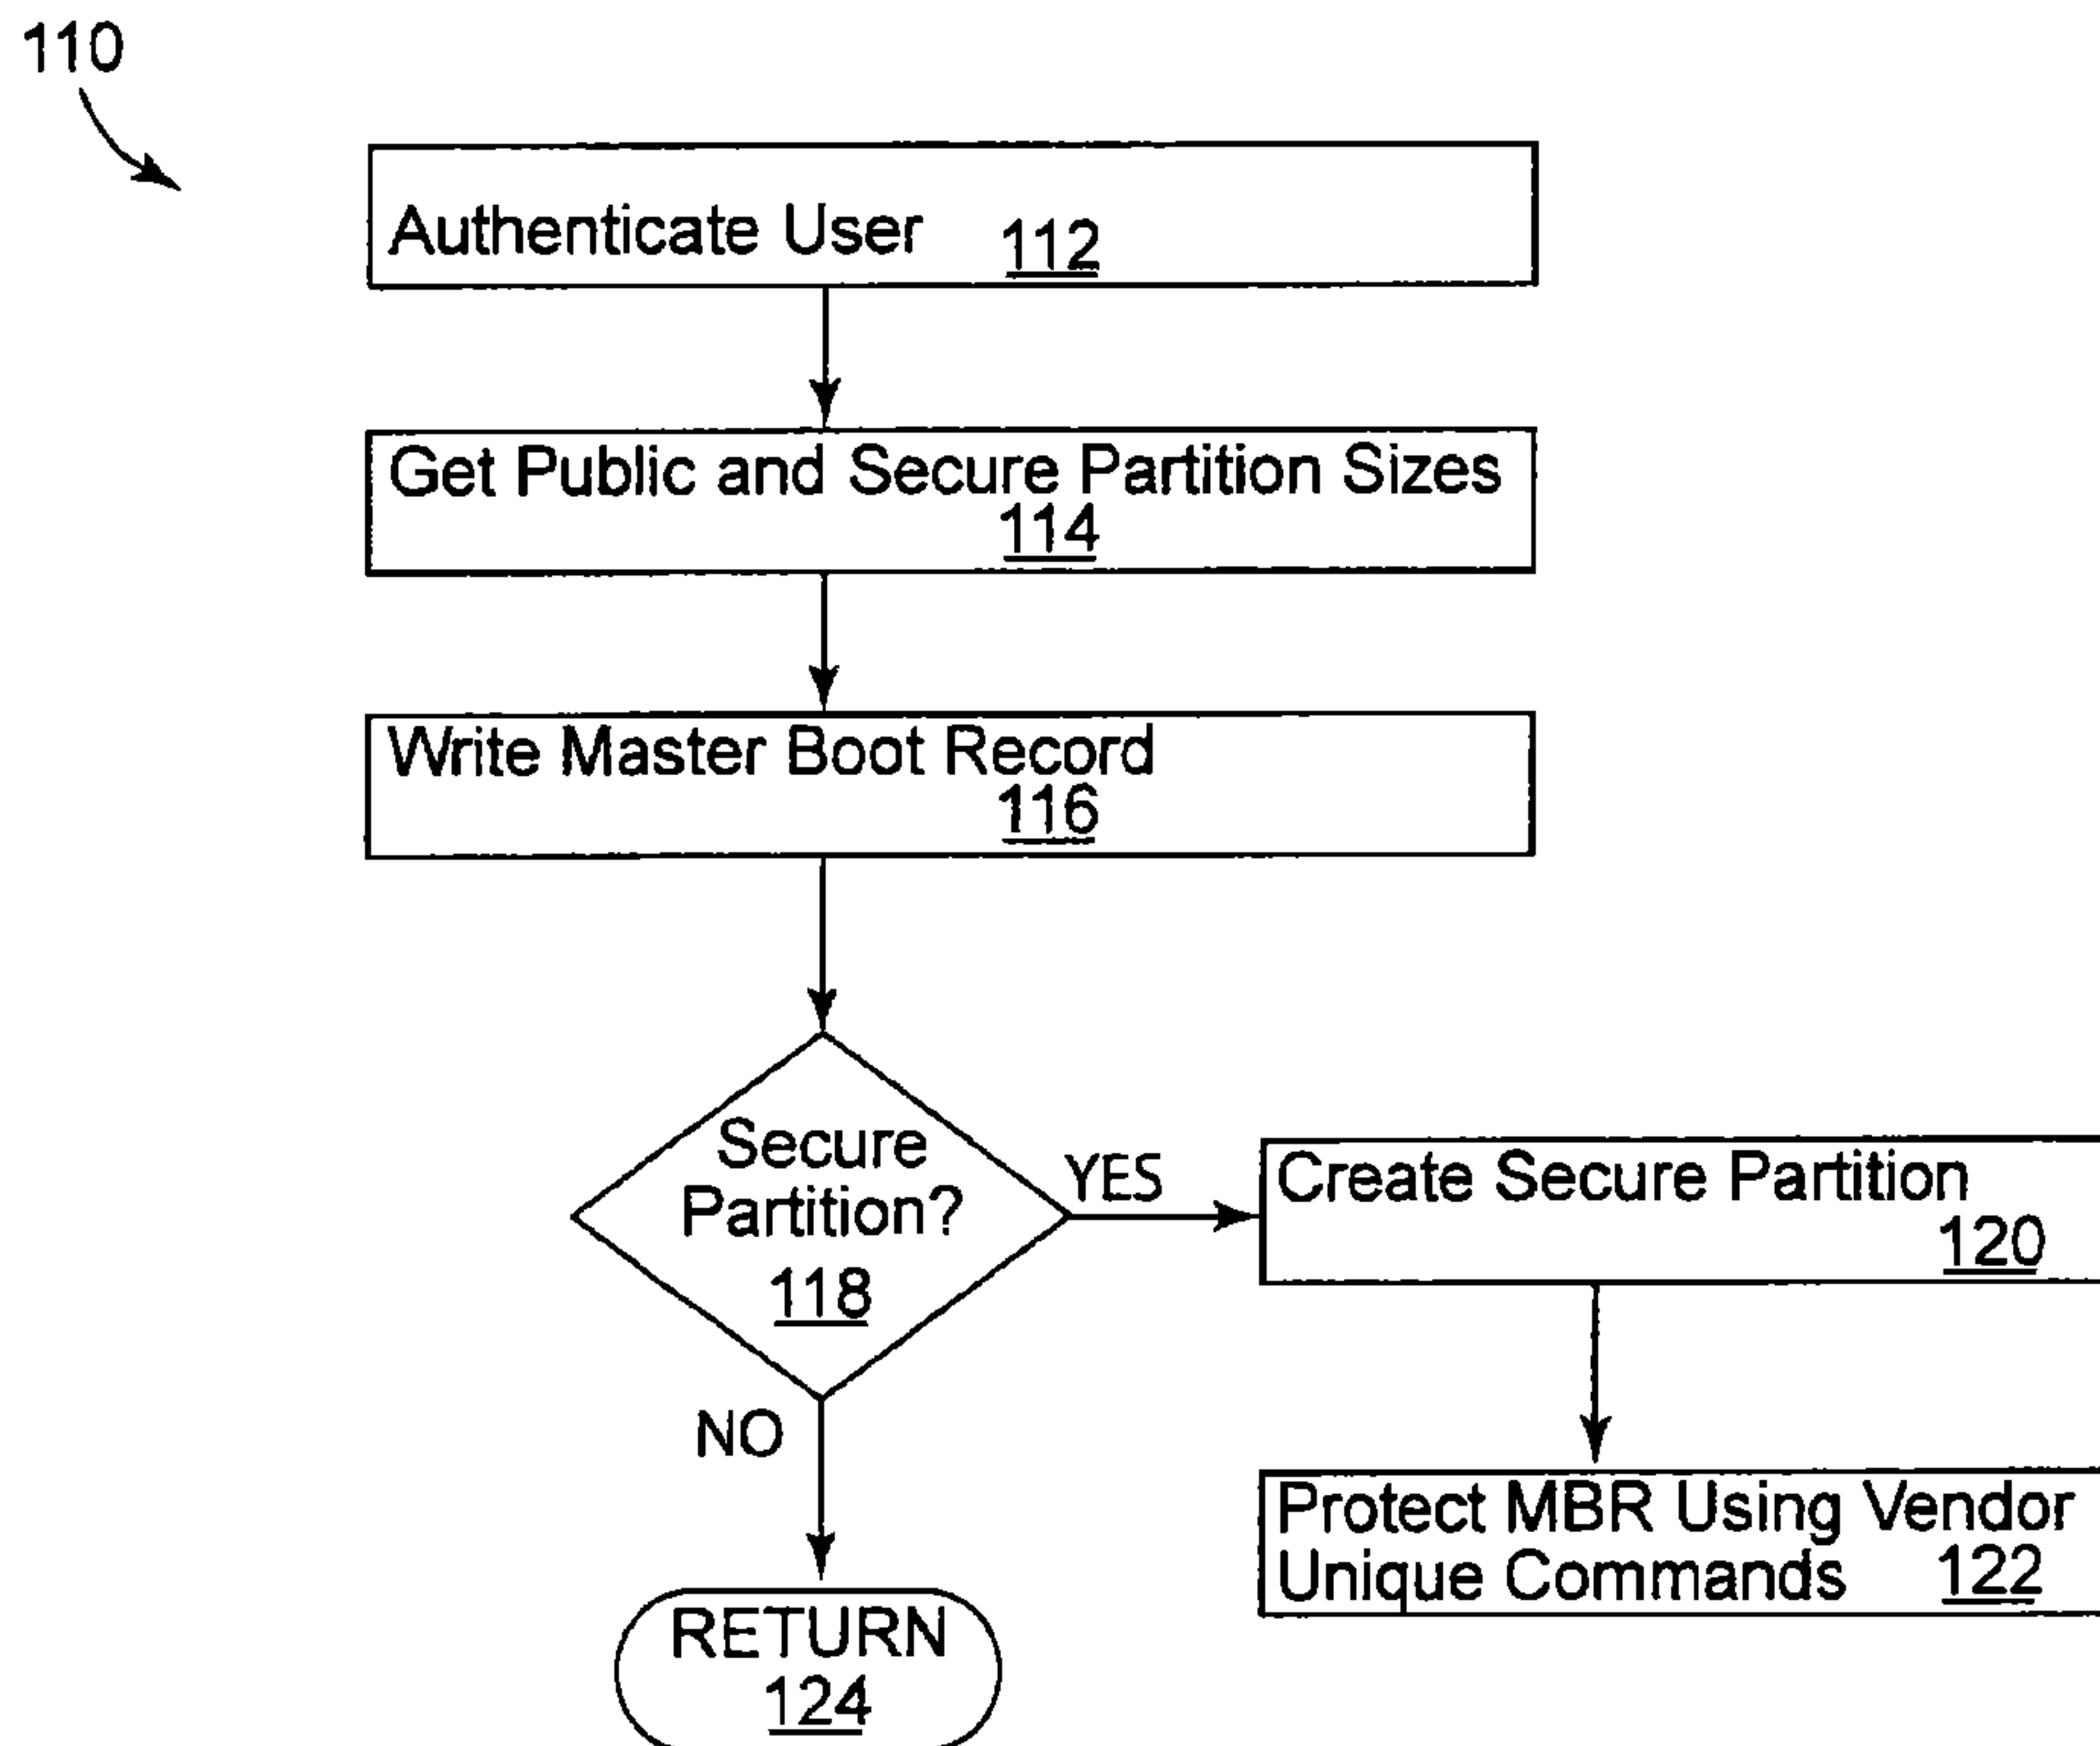 110
Authenticate User 112
Get Public and Secure Partition Sizes
114
Write Master Boot Record
116
Secure
Partition?
118
YES
Create Secure Partition
120
NO
Protect MBR Using Vendor
Unique Commands 122
RETURN
124